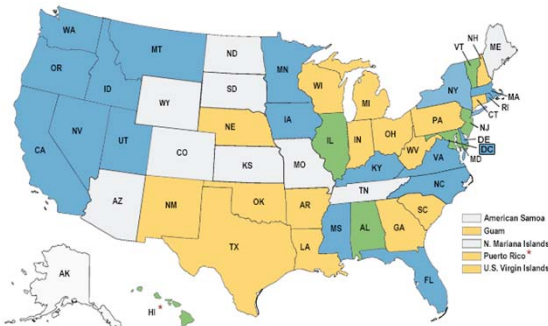 WA
MT
ND
MN
OR
ID
SD
WY
WI
MI
NY
VT
NH
ME
MA
RI
CT
NJ
DE
DC
MD
PA
NV
UT
CA
CO
NE
IA
IL
IN
OH
WV
VA
KS
MO
KY
NC
TN
AZ
NM
OK
AR
SC
TX
LA
MS
AL
GA
FL
AK
HI *
American Samoa
Guam
N. Mariana Islands
Puerto Rico *
U.S. Virgin Islands